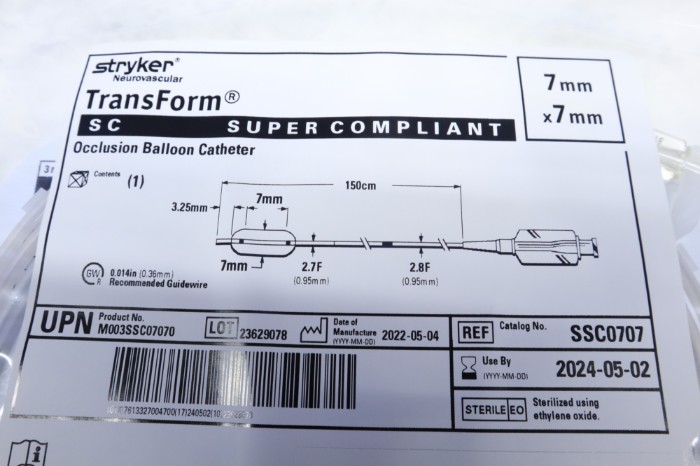 stryker®
Neurovascular
TransForm®
SC SUPER COMPLIANT
Occlusion Balloon Catheter
7mm
x7mm
Contents (1)
150cm
7mm
3.25mm
7mm
2.7F
(0.95mm)
2.8F
(0.95mm)
GW
R
0.014in (0.36mm)
Recommended Guidewire
UPN Product No.
M003SSC07070
LOT 23629078
Date of
Manufacture
(YYYY-MM-DD)
2022-05-04
REF Catalog No. SSC0707
Use By
(YYYY-MM-DD)
2024-05-02
STERILE EO Sterilized using
ethylene oxide.